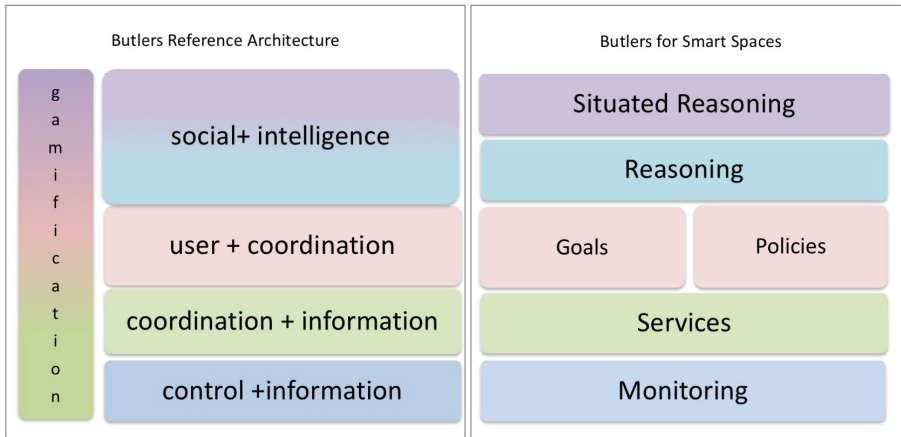 Butlers Reference Architecture
gamification
social+ intelligence
user + coordination
coordination + information
control +information
Butlers for Smart Spaces
Situated Reasoning
Reasoning
Goals
Policies
Services
Monitoring